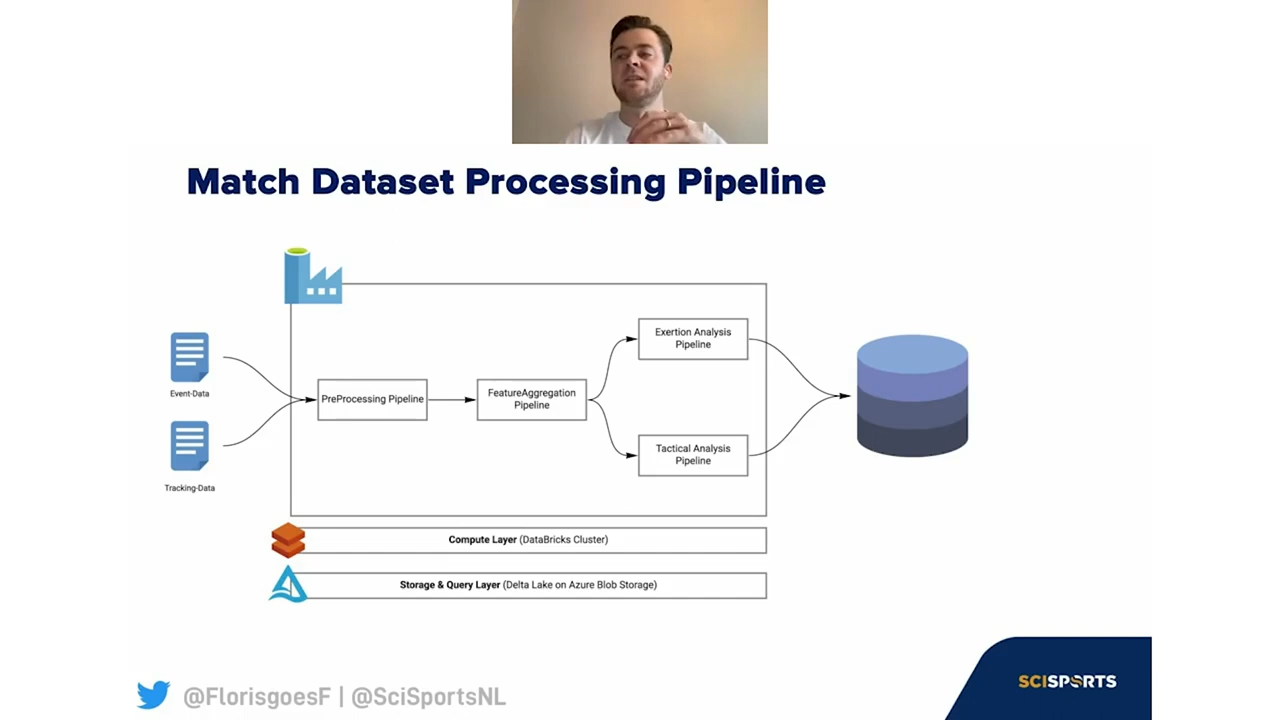 Match Dataset Processing Pipeline
Event-Data
Tracking-Data
PreProcessing Pipeline
FeatureAggregation
Pipeline
Exertion Analysis
Pipeline
Tactical Analysis
Pipeline
Compute Layer (DataBricks Cluster)
Storage & Query Layer (Delta Lake on Azure Blob Storage)
@FlorisgoesF | @SciSportsNL
SCISPORTS